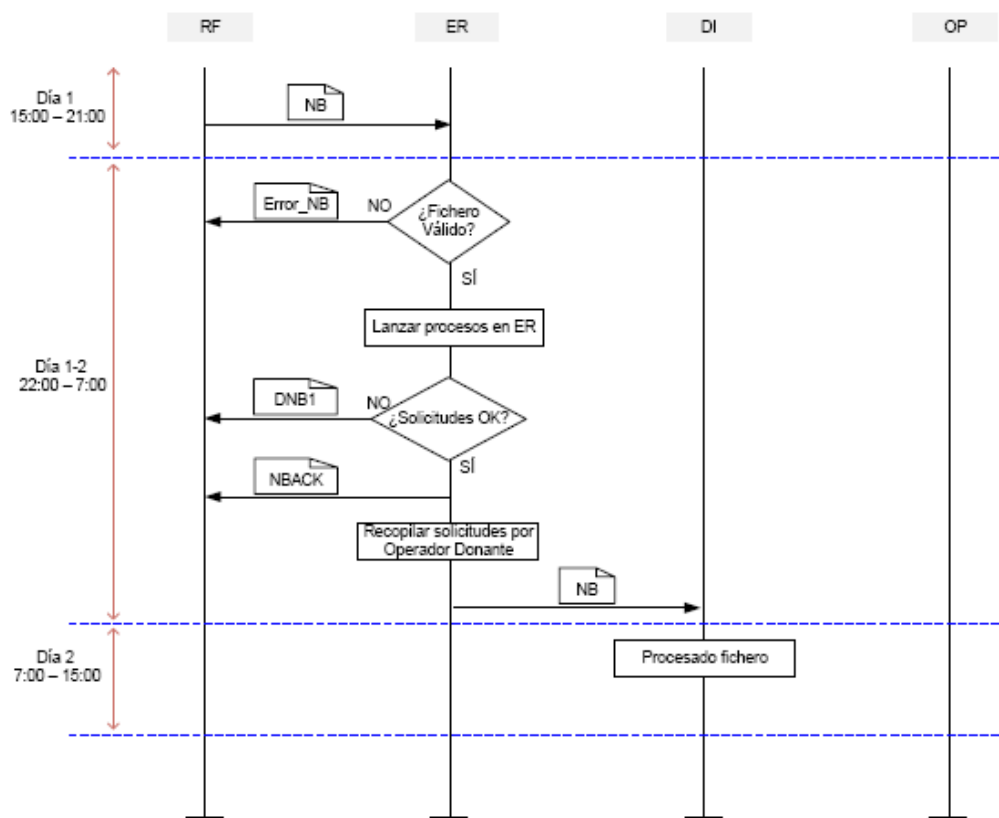 RF
ER
DI
OP
Día 1
15:00 – 21:00
NB
Error_NB
NO
¿Fichero
Válido?
SÍ
Lanzar procesos en ER
Día 1-2
22:00 – 7:00
DNB1
NO
¿Solicitudes OK?
SÍ
NBACK
Recopilar solicitudes por
Operador Donante
NB
Día 2
7:00 – 15:00
Procesado fichero